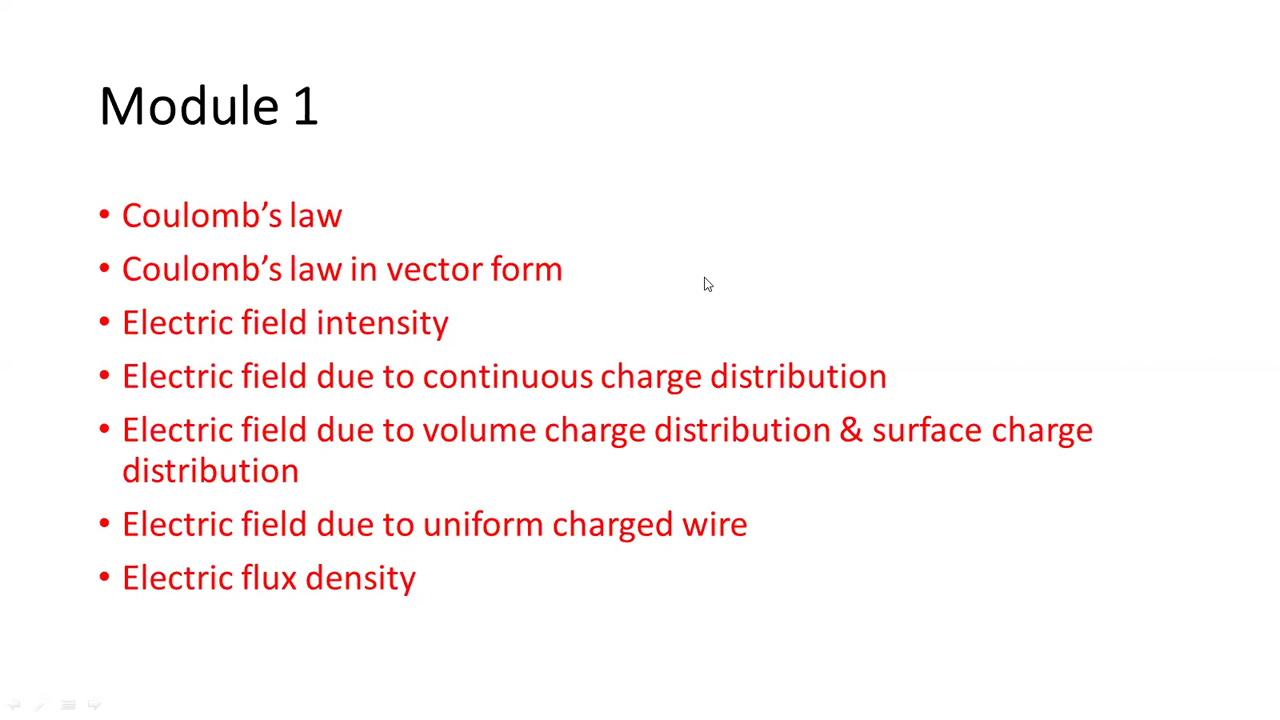 Module 1
• Coulomb’s law
• Coulomb’s law in vector form
• Electric field intensity
• Electric field due to continuous charge distribution
• Electric field due to volume charge distribution & surface charge
distribution
• Electric field due to uniform charged wire
• Electric flux density